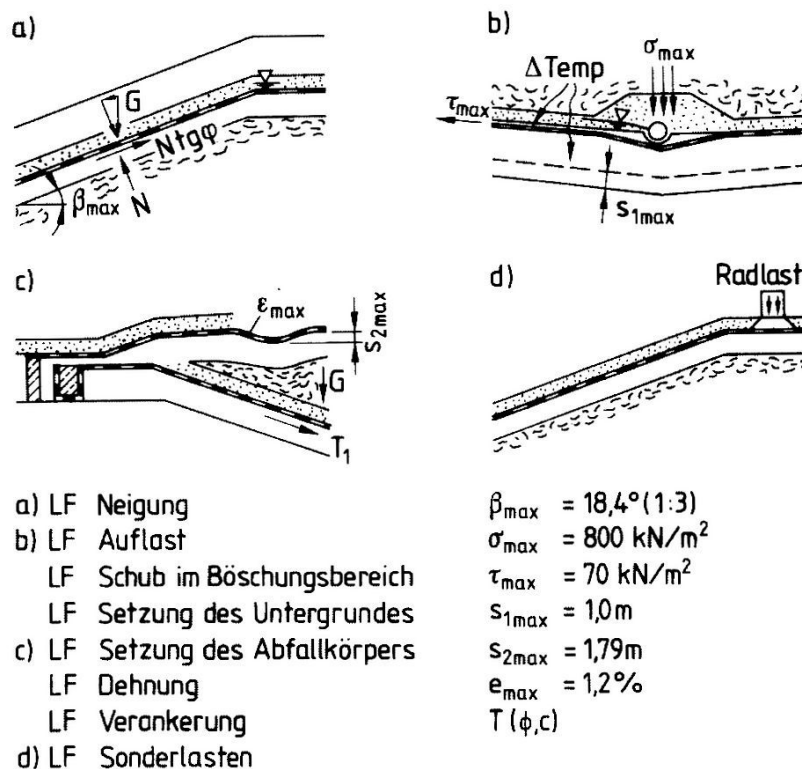 a)
G
Ntgφ
βmax
N
b)
σmax
ΔTemp
τmax
s1max
c)
εmax
s2max
G
T1
d)
Radlast
a) LF Neigung βmax = 18,4° (1:3)
b) LF Auflast σmax = 800 kN/m²
LF Schub im Böschungsbereich τmax = 70 kN/m²
LF Setzung des Untergrundes s1max = 1,0m
c) LF Setzung des Abfallkörpers s2max = 1,79m
LF Dehnung emax = 1,2%
LF Verankerung T(ϕ,c)
d) LF Sonderlasten